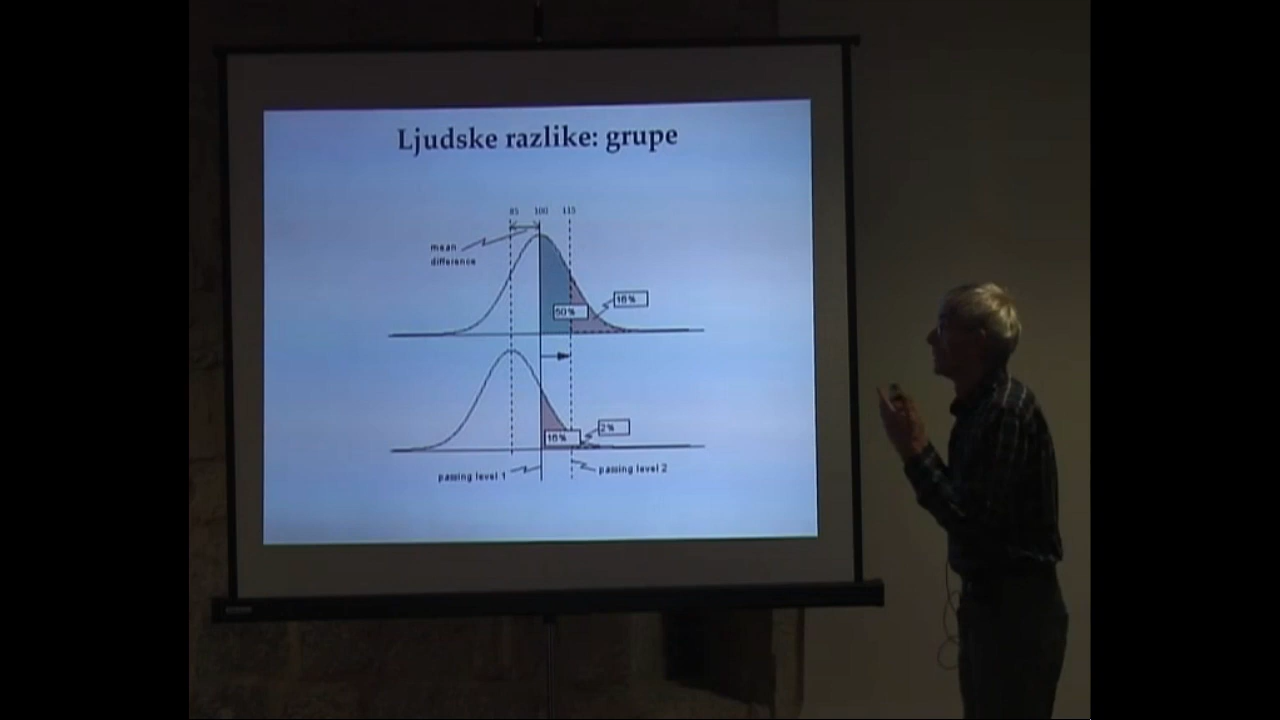 Ljudske razlike: grupe
85 100 115
mean
difference
16%
50%
2%
16%
passing level 1
passing level 2